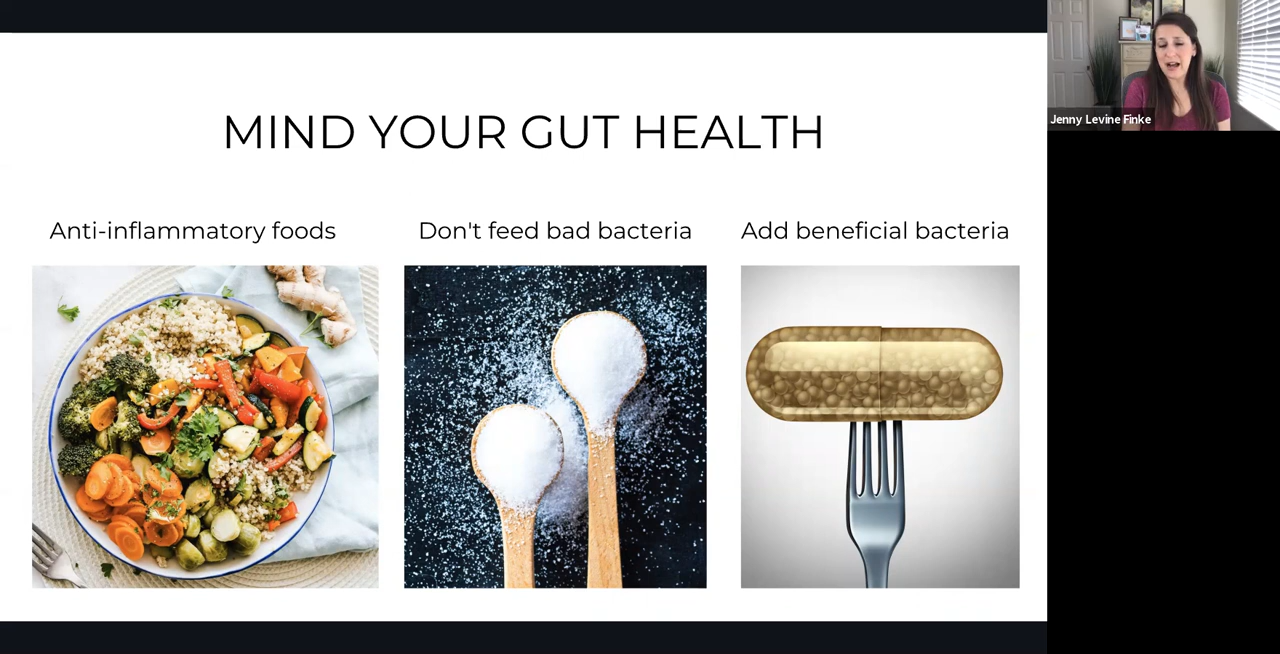 MIND YOUR GUT HEALTH
Anti-inflammatory foods
Don't feed bad bacteria
Add beneficial bacteria
Jenny Levine Finke